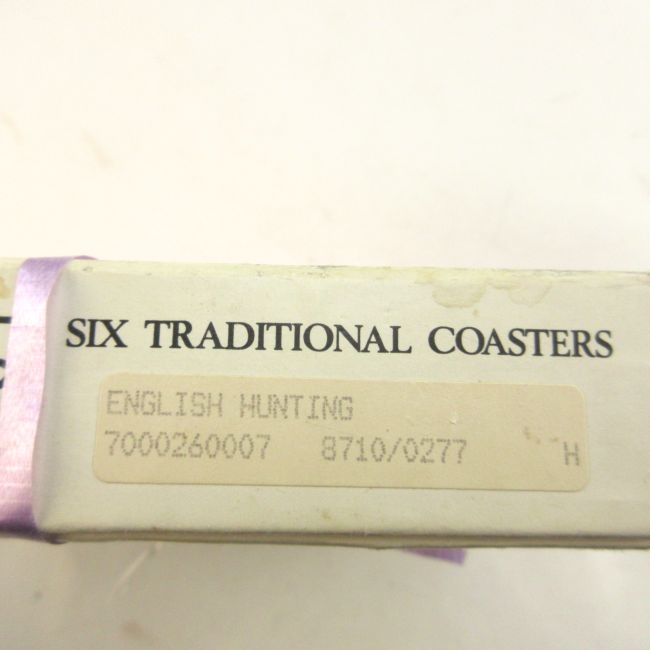 SIX TRADITIONAL COASTERS
ENGLISH HUNTING
7000260007 8710/0277 H